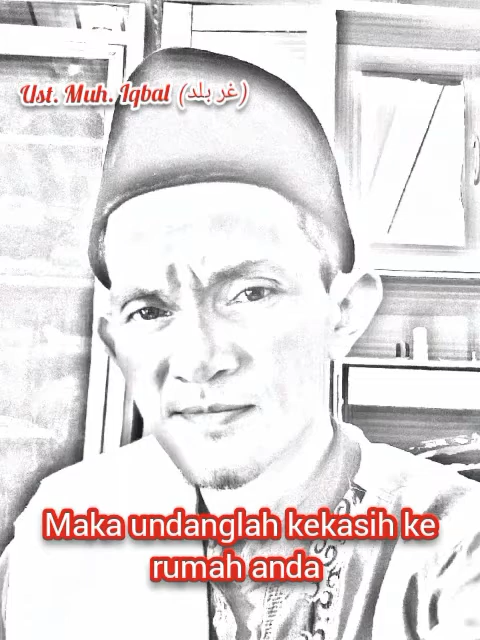 Ust. Muh. Iqbal (غر بلد)
Maka undanglah kekasih ke
rumah anda